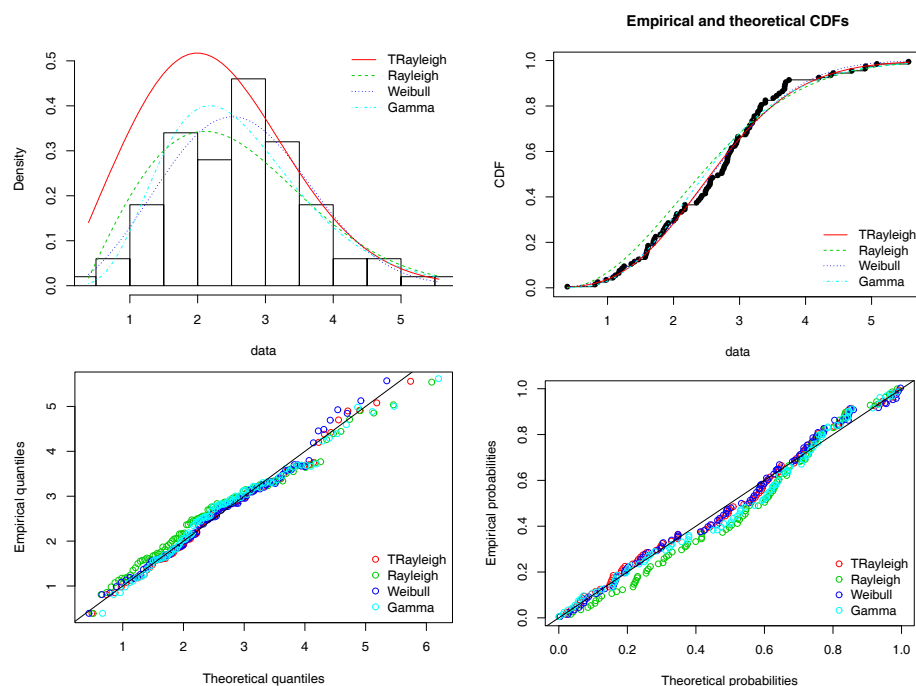 Empirical and theoretical CDFs
Density
0.0 0.1 0.2 0.3 0.4 0.5
TRayleigh
Rayleigh
Weibull
Gamma
1 2 3 4 5
data
CDF
0.0 0.2 0.4 0.6 0.8 1.0
TRayleigh
Rayleigh
Weibull
Gamma
1 2 3 4 5
data
Empirical quantiles
1 2 3 4 5
TRayleigh
Rayleigh
Weibull
Gamma
1 2 3 4 5 6
Theoretical quantiles
Empirical probabilities
0.0 0.2 0.4 0.6 0.8 1.0
TRayleigh
Rayleigh
Weibull
Gamma
0.0 0.2 0.4 0.6 0.8 1.0
Theoretical probabilities